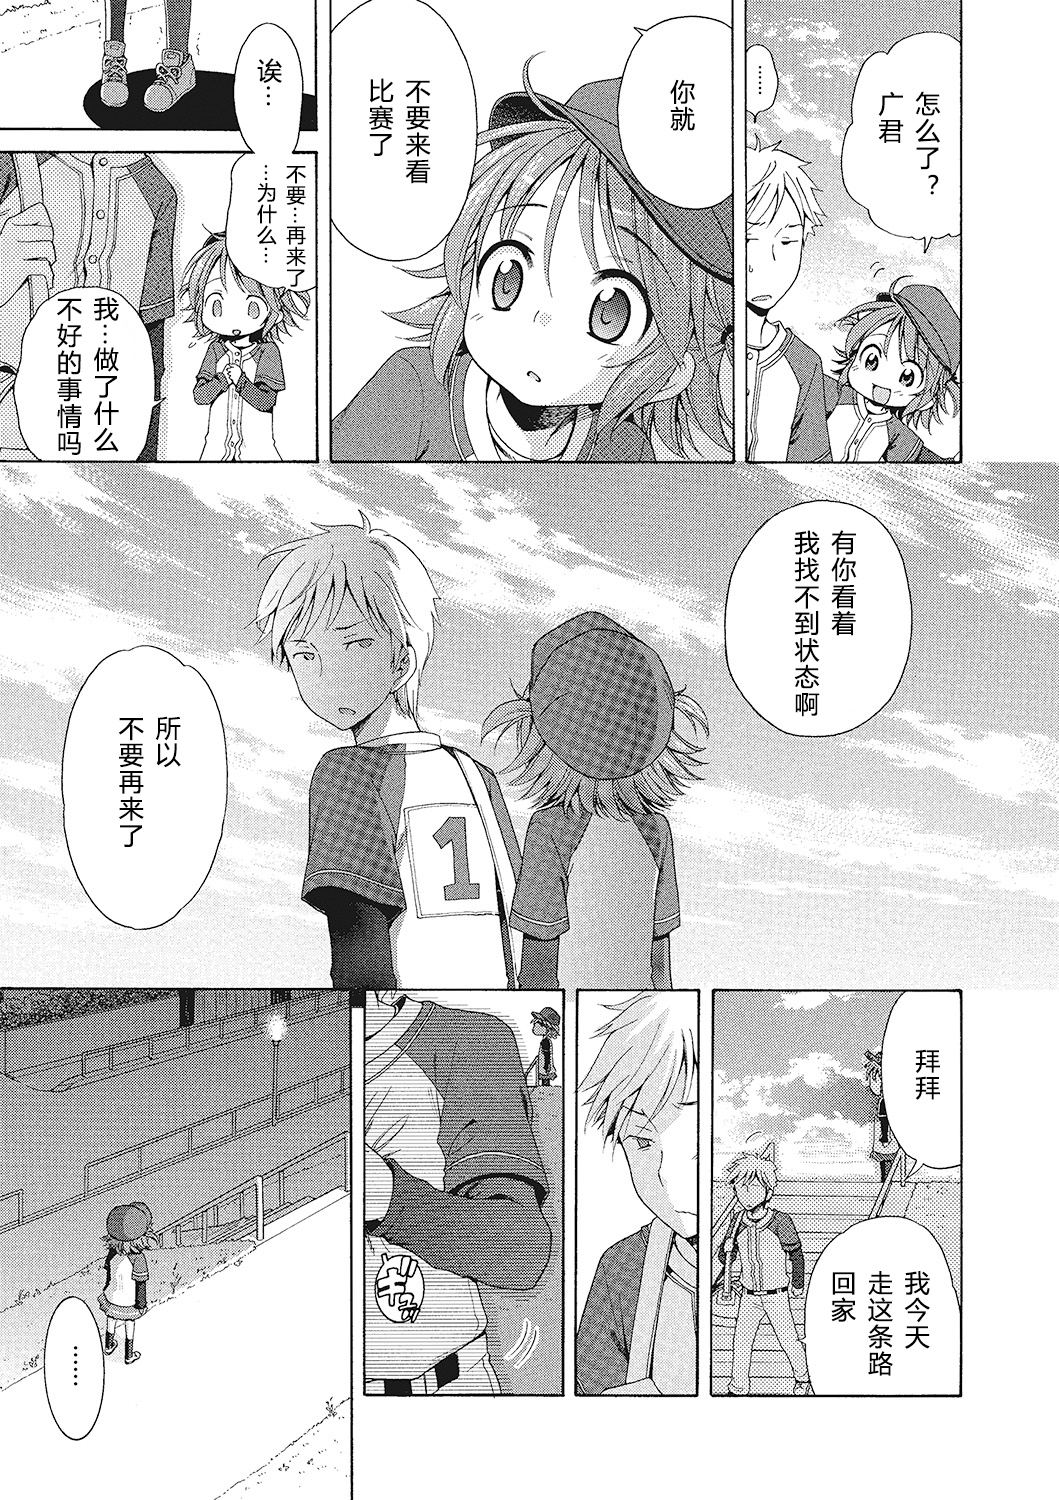 怎么了?
广君
……
你就
不要来看
比赛了
诶…
不要…再来了
…为什么…
我…做了什么
不好的事情吗
有你看着
我找不到状态啊
所以
不要再来了
拜拜
我今天
走这条路
回家
ギュ
……
1